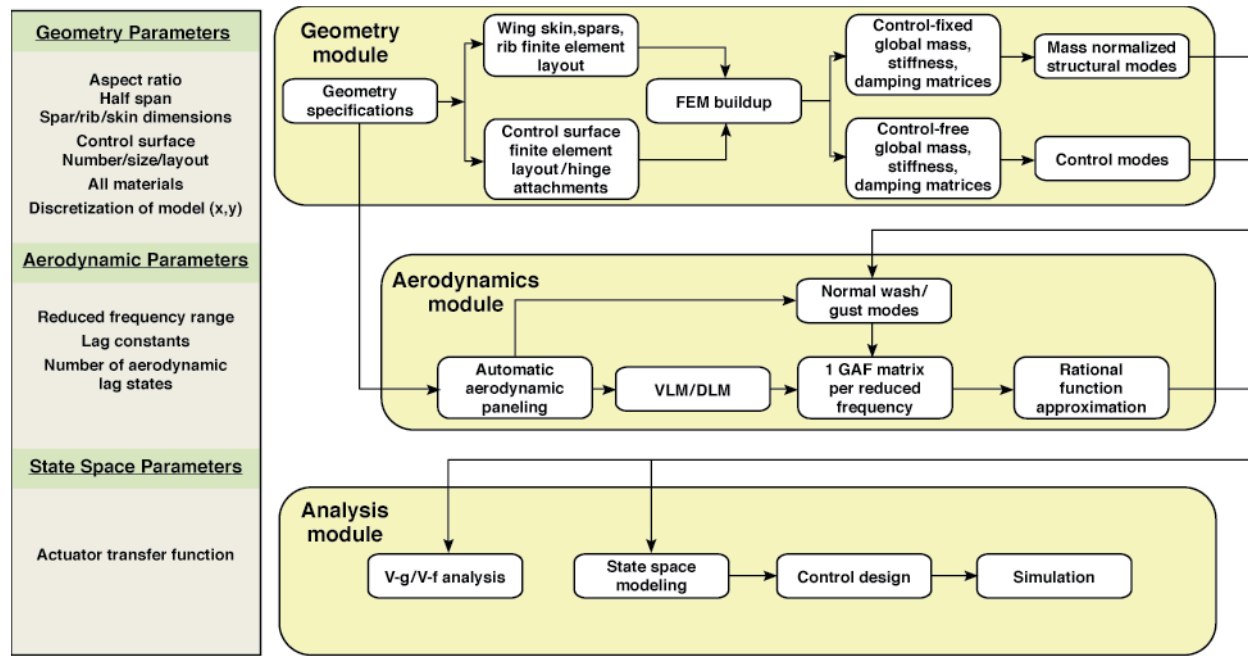 Geometry Parameters
Aspect ratio
Half span
Spar/rib/skin dimensions
Control surface
Number/size/layout
All materials
Discretization of model (x,y)
Aerodynamic Parameters
Reduced frequency range
Lag constants
Number of aerodynamic
lag states
State Space Parameters
Actuator transfer function
Geometry
module
Geometry
specifications
Wing skin,spars,
rib finite element
layout
Control surface
finite element
layout/hinge
attachments
FEM buildup
Control-fixed
global mass,
stiffness,
damping matrices
Mass normalized
structural modes
Control-free
global mass,
stiffness,
damping matrices
Control modes
Aerodynamics
module
Normal wash/
gust modes
Automatic
aerodynamic
paneling
VLM/DLM
1 GAF matrix
per reduced
frequency
Rational
function
approximation
Analysis
module
V-g/V-f analysis
State space
modeling
Control design
Simulation